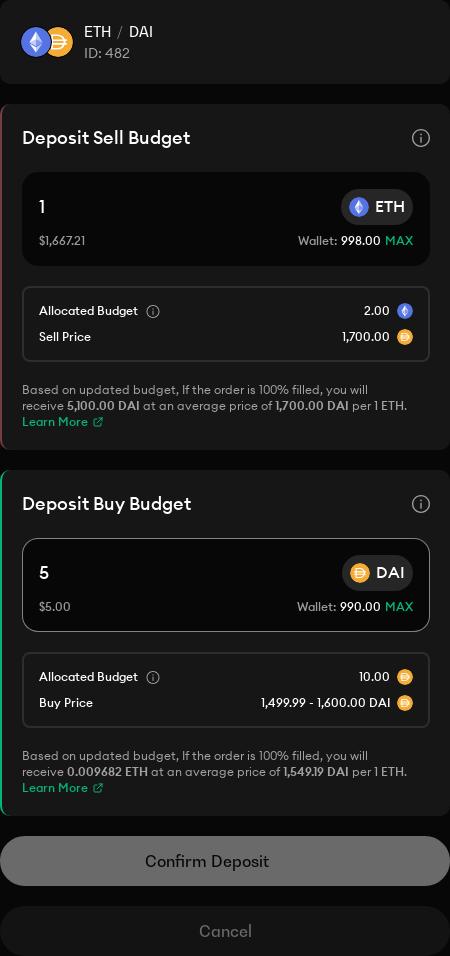 ETH / DAI
ID: 482
Deposit Sell Budget
1
ETH
$1,667.21
Wallet: 998.00 MAX
Allocated Budget
2.00
Sell Price
1,700.00
Based on updated budget, If the order is 100% filled, you will
receive 5,100.00 DAI at an average price of 1,700.00 DAI per 1 ETH.
Learn More
Deposit Buy Budget
5
DAI
$5.00
Wallet: 990.00 MAX
Allocated Budget
10.00
Buy Price
1,499.99 - 1,600.00 DAI
Based on updated budget, If the order is 100% filled, you will
receive 0.009682 ETH at an average price of 1,549.19 DAI per 1 ETH.
Learn More
Confirm Deposit
Cancel